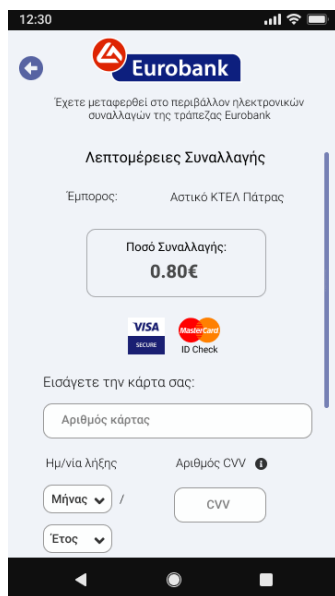 12:30
Eurobank
Έχετε μεταφερθεί στο περιβάλλον ηλεκτρονικών
συναλλαγών της τράπεζας Eurobank
Λεπτομέρειες Συναλλαγής
Έμπορος: Αστικό ΚΤΕΛ Πάτρας
Ποσό Συναλλαγής:
0.80€
VISA MasterCard
SECURE ID Check
Εισάγετε την κάρτα σας:
Αριθμός κάρτας
Ημ/νία λήξης Αριθμός CVV
Μήνας / CVV
Έτος